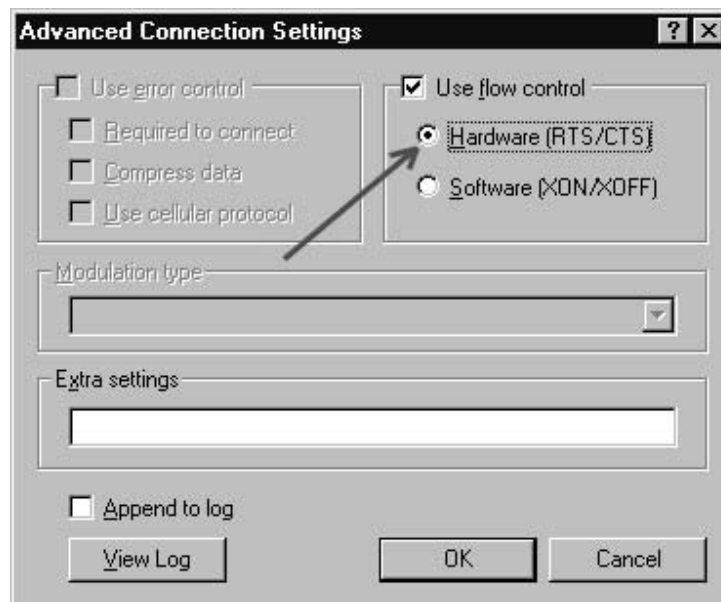 Advanced Connection Settings
Use error control
Required to connect
Compress data
Use cellular protocol
Use flow control
Hardware (RTS/CTS)
Software (XON/XOFF)
Modulation type
Extra settings
Append to log
View Log
OK
Cancel